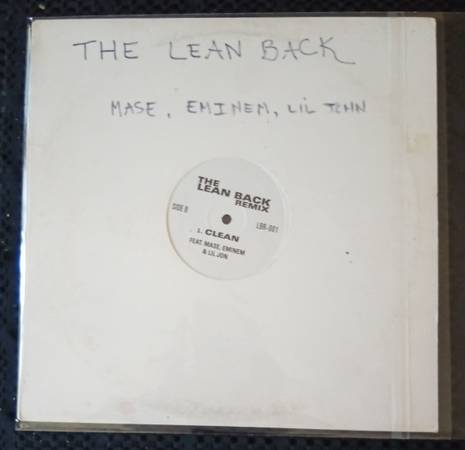 THE LEAN BACK
MASE, EMINEM, LIL JOHN
THE
LEAN BACK
REMIX
SIDE B
LBR-001
1. CLEAN
FEAT. MASE, EMINEM
& LIL JON